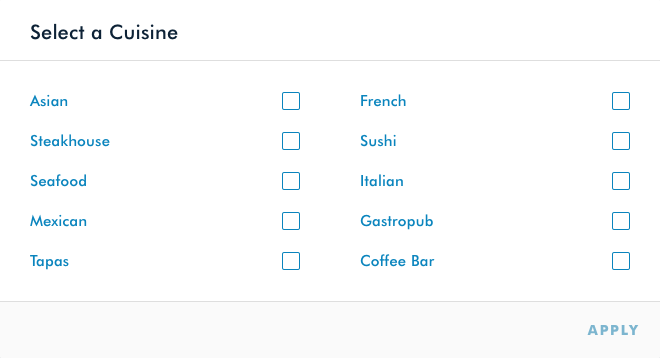 Select a Cuisine
Asian
French
Steakhouse
Sushi
Seafood
Italian
Mexican
Gastropub
Tapas
Coffee Bar
APPLY